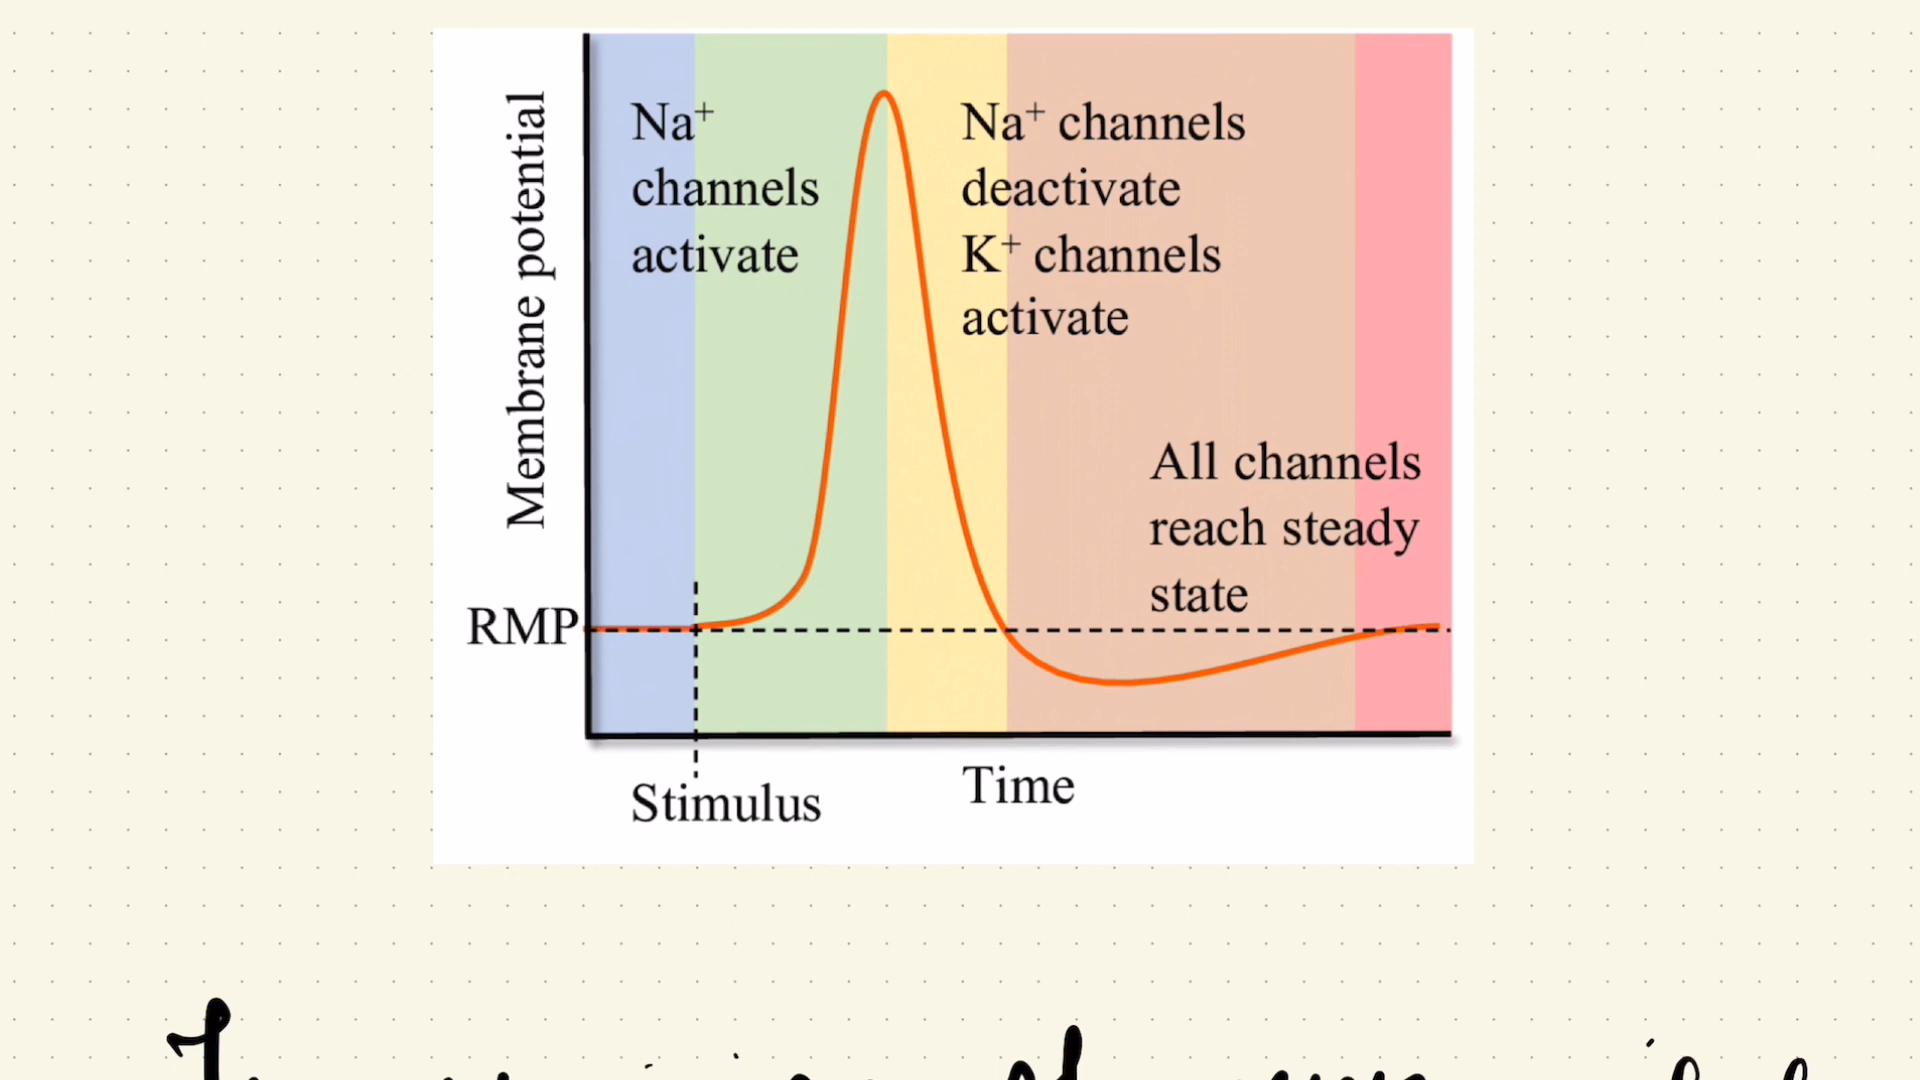 Na⁺
channels
activate
Na⁺ channels
deactivate
K⁺ channels
activate
All channels
reach steady
state
Membrane potential
RMP
Stimulus
Time